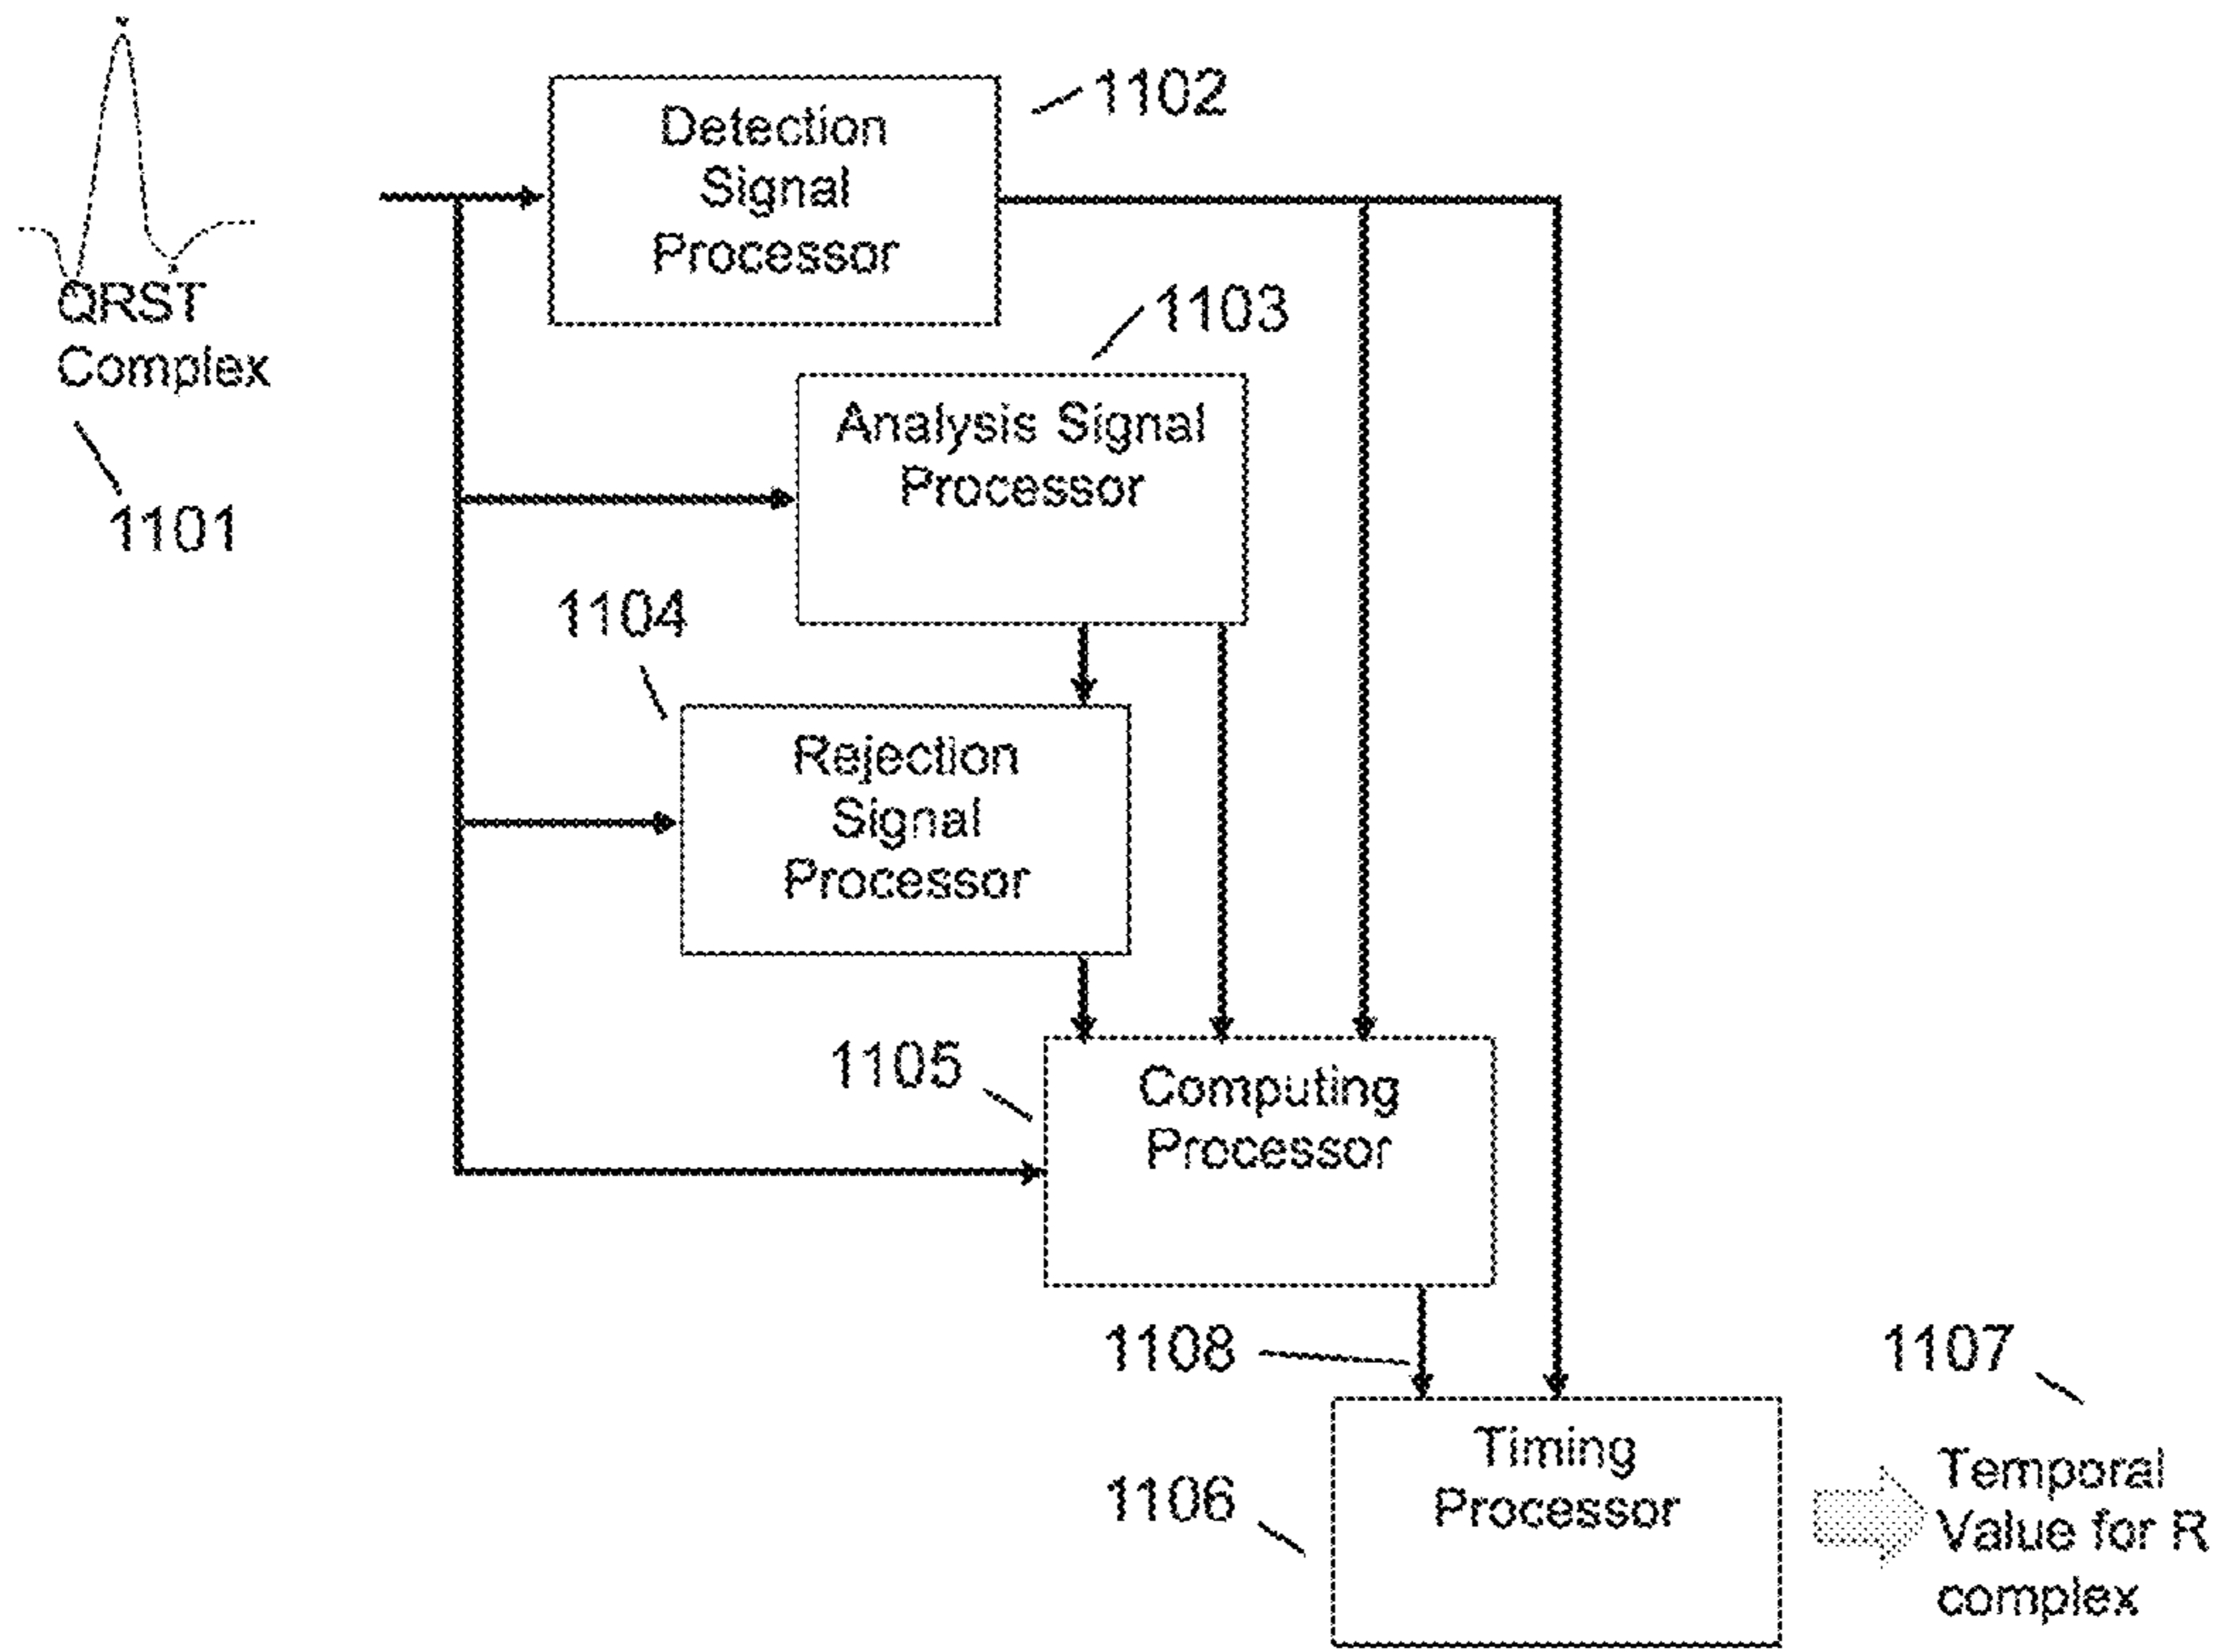 1102
Detection
Signal
Processor
QRST
Complex
1101
1103
Analysis Signal
Processor
1104
Rejection
Signal
Processor
1105
Computing
Processor
1108
1107
1106
Timing
Processor
Temporal
Value for R
complex